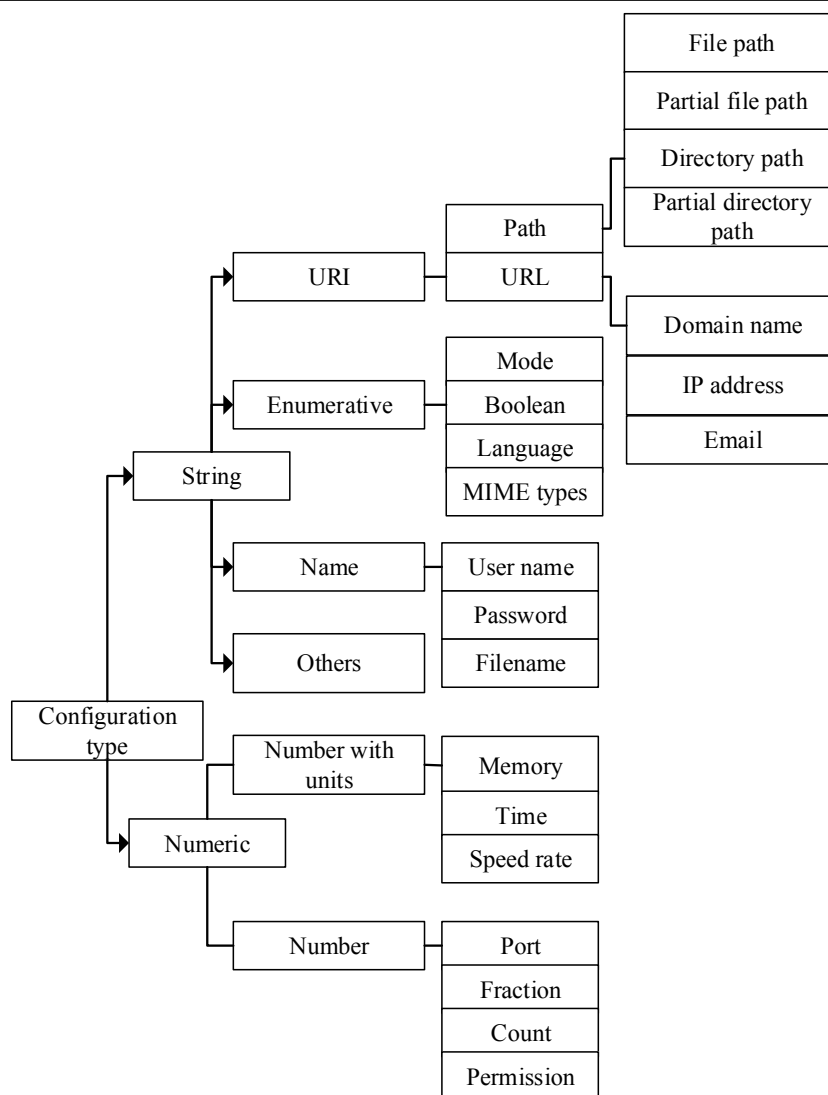 File path
Partial file path
Directory path
Partial directory
path
Path
URI
URL
Domain name
Mode
IP address
Enumerative
Boolean
Email
Language
String
MIME types
Name
User name
Password
Others
Filename
Configuration
type
Number with
units
Memory
Time
Numeric
Speed rate
Number
Port
Fraction
Count
Permission